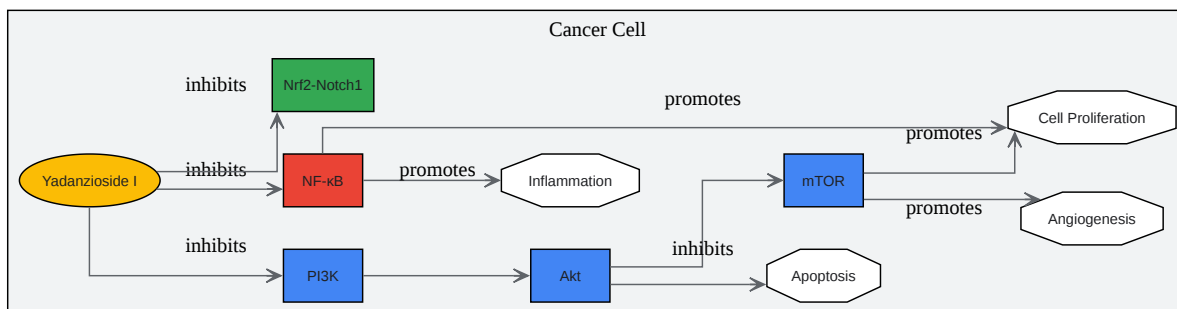 Cancer Cell
inhibits
Nrf2-Notch1
promotes
Cell Proliferation
promotes
Yadanzioside I
inhibits
NF-κB
promotes
Inflammation
mTOR
promotes
Angiogenesis
inhibits
PI3K
Akt
inhibits
Apoptosis